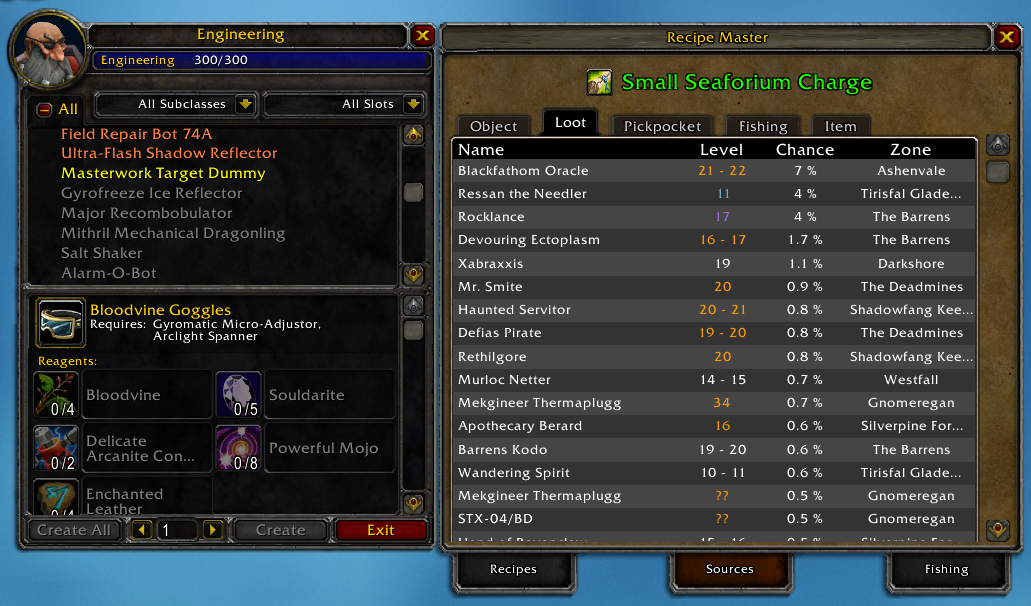 Engineering
Engineering 300/300
All
All Subclasses
All Slots
Field Repair Bot 74A
Ultra-Flash Shadow Reflector
Masterwork Target Dummy
Gyrofreeze Ice Reflector
Major Recombobulator
Mithril Mechanical Dragonling
Salt Shaker
Alarm-O-Bot
Bloodvine Goggles
Requires: Gyromatic Micro-Adjustor,
Arclight Spanner
Reagents:
0/4 Bloodvine
0/5 Souldarite
0/2 Delicate
Arcanite Con...
0/8 Powerful Mojo
0/4 Enchanted
Leather
Create All
1
Create
Exit
Recipe Master
Small Seaforium Charge
Object
Loot
Pickpocket
Fishing
Item
Name Level Chance Zone
Blackfathom Oracle 21 - 22 7 % Ashenvale
Ressan the Needler 11 4 % Tirisfal Glade...
Rocklance 17 4 % The Barrens
Devouring Ectoplasm 16 - 17 1.7 % The Barrens
Xabraxxis 19 1.1 % Darkshore
Mr. Smite 20 0.9 % The Deadmines
Haunted Servitor 20 - 21 0.8 % Shadowfang Kee...
Defias Pirate 19 - 20 0.8 % The Deadmines
Rethilgore 20 0.8 % Shadowfang Kee...
Murloc Netter 14 - 15 0.7 % Westfall
Mekgineer Thermaplugg 34 0.7 % Gnomeregan
Apothecary Berard 16 0.6 % Silverpine For...
Barrens Kodo 19 - 20 0.6 % The Barrens
Wandering Spirit 10 - 11 0.6 % Tirisfal Glade...
Mekgineer Thermaplugg ?? 0.5 % Gnomeregan
STX-04/BD ?? 0.5 % Gnomeregan
Recipes
Sources
Fishing